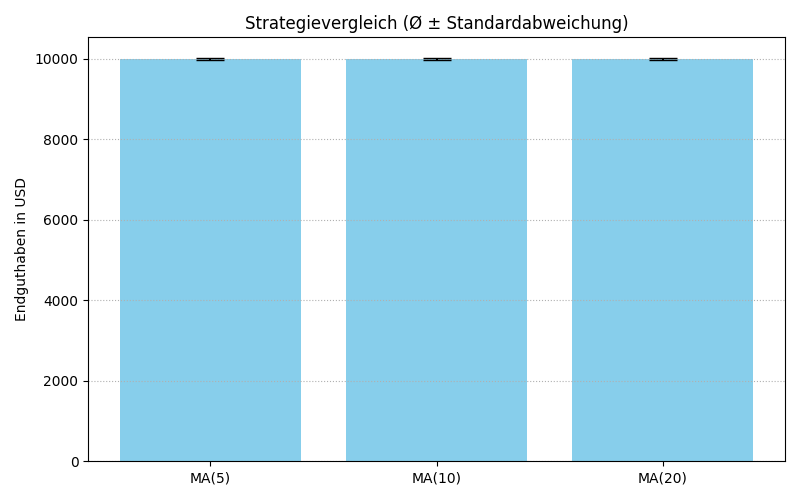 Strategievergleich (Ø ± Standardabweichung)
Endguthaben in USD
10000
8000
6000
4000
2000
0
MA(5) MA(10) MA(20)